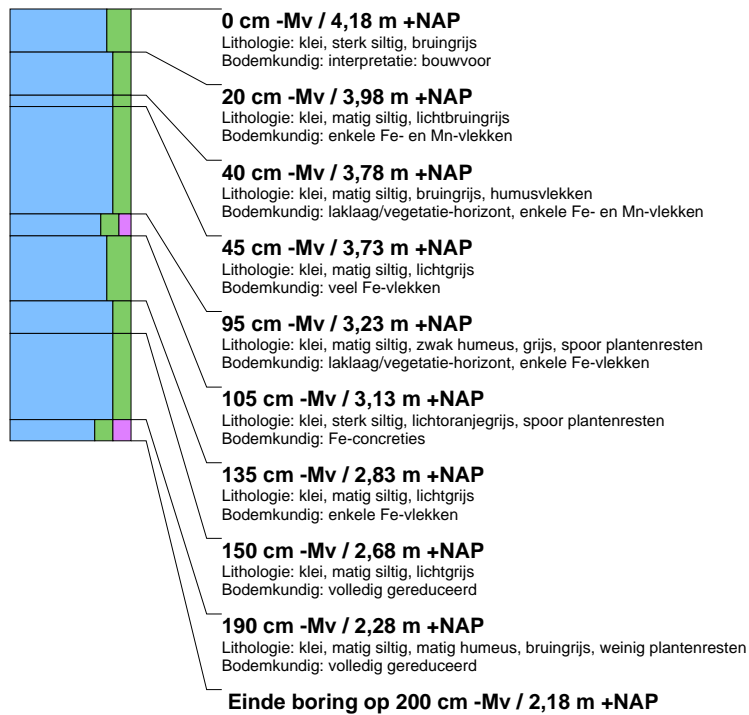 0 cm -Mv / 4,18 m +NAP
Lithologie: klei, sterk siltig, bruingrijs
Bodemkundig: interpretatie: bouwvoor
20 cm -Mv / 3,98 m +NAP
Lithologie: klei, matig siltig, lichtbruingrijs
Bodemkundig: enkele Fe- en Mn-vlekken
40 cm -Mv / 3,78 m +NAP
Lithologie: klei, matig siltig, bruingrijs, humusvlekken
Bodemkundig: laklaag/vegetatie-horizont, enkele Fe- en Mn-vlekken
45 cm -Mv / 3,73 m +NAP
Lithologie: klei, matig siltig, lichtgrijs
Bodemkundig: veel Fe-vlekken
95 cm -Mv / 3,23 m +NAP
Lithologie: klei, matig siltig, zwak humeus, grijs, spoor plantenresten
Bodemkundig: laklaag/vegetatie-horizont, enkele Fe-vlekken
105 cm -Mv / 3,13 m +NAP
Lithologie: klei, sterk siltig, lichtoranjegrijs, spoor plantenresten
Bodemkundig: Fe-concreties
135 cm -Mv / 2,83 m +NAP
Lithologie: klei, matig siltig, lichtgrijs
Bodemkundig: enkele Fe-vlekken
150 cm -Mv / 2,68 m +NAP
Lithologie: klei, matig siltig, lichtgrijs
Bodemkundig: volledig gereduceerd
190 cm -Mv / 2,28 m +NAP
Lithologie: klei, matig siltig, matig humeus, bruingrijs, weinig plantenresten
Bodemkundig: volledig gereduceerd
Einde boring op 200 cm -Mv / 2,18 m +NAP